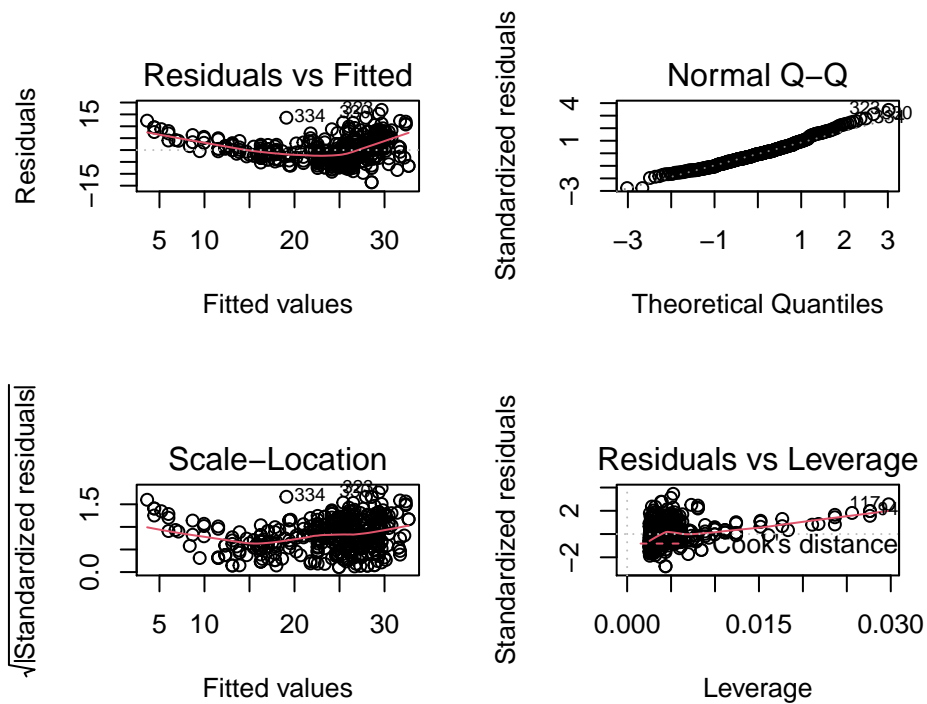 Residuals vs Fitted
Residuals
15
−15
334
323
5 10 20 30
Fitted values
Normal Q−Q
Standardized residuals
4
1
−3
323
−3 −1 1 2 3
Theoretical Quantiles
Scale−Location
√|Standardized residuals|
1.5
0.0
334
323
5 10 20 30
Fitted values
Residuals vs Leverage
Standardized residuals
2
−2
117
Cook's distance
0.000 0.015 0.030
Leverage